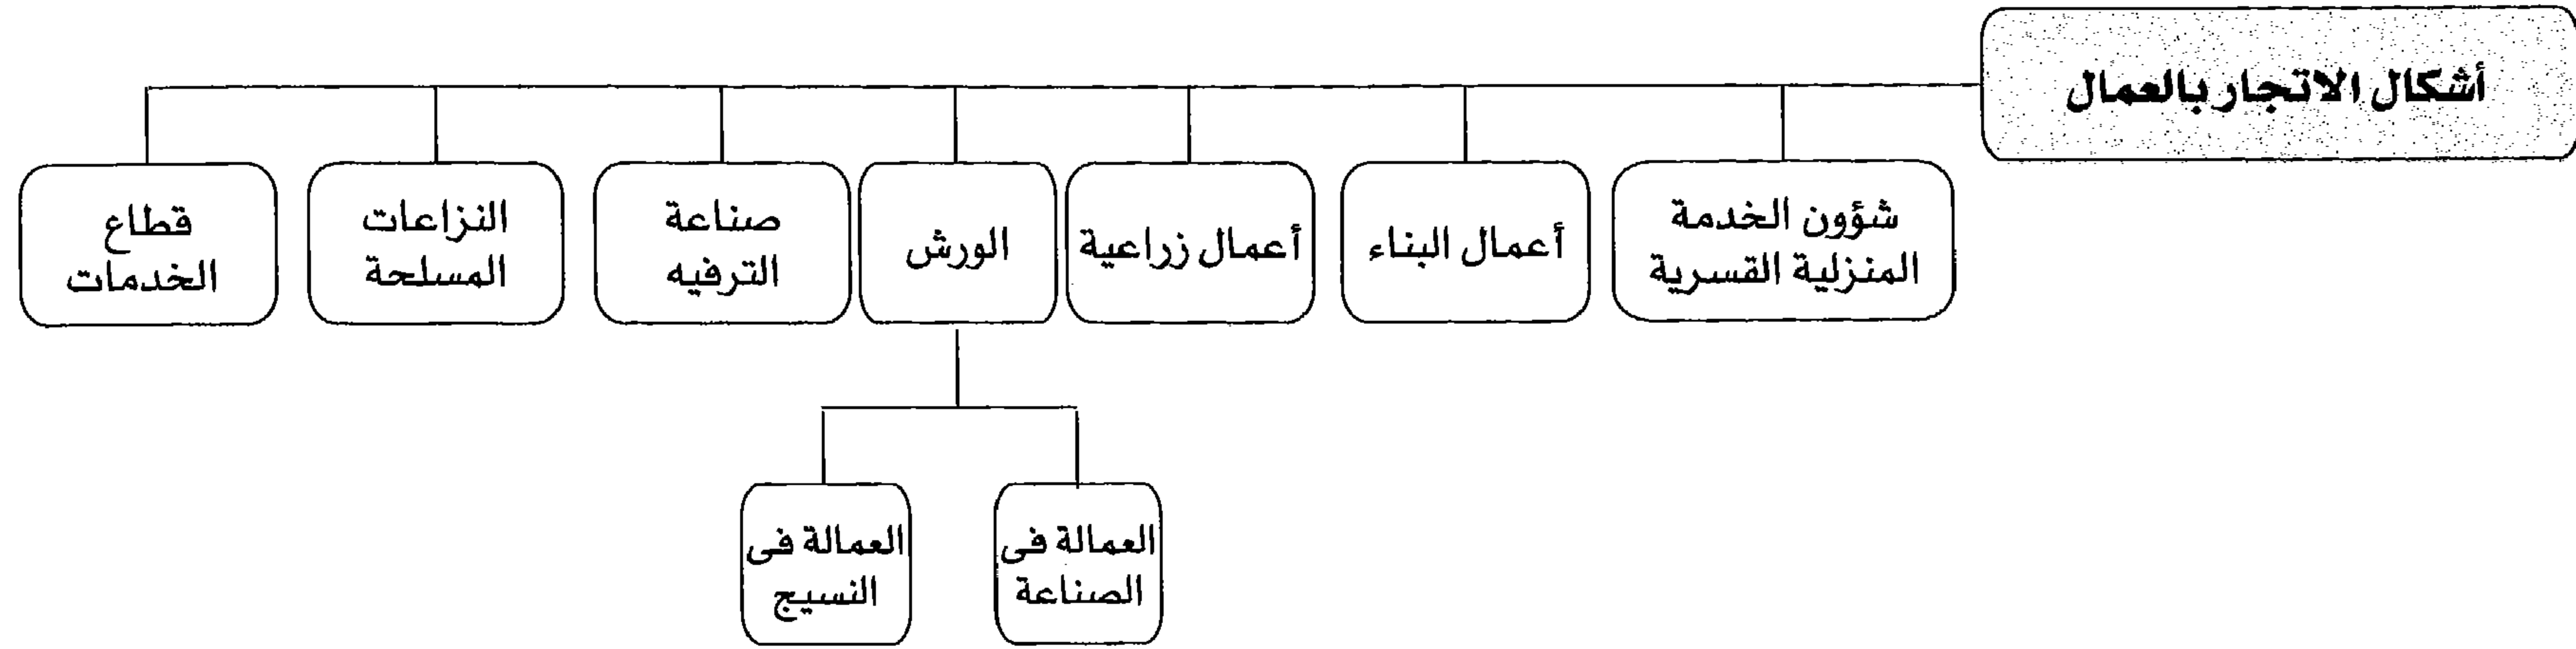 أشكال الاتجار بالعمال
شؤون الخدمة
المنزلية القسرية
أعمال البناء
أعمال زراعية
الورش
صناعة
الترفيه
النزاعات
المسلحة
قطاع
الخدمات
العمالة فى
الصناعة
العمالة فى
النسيج